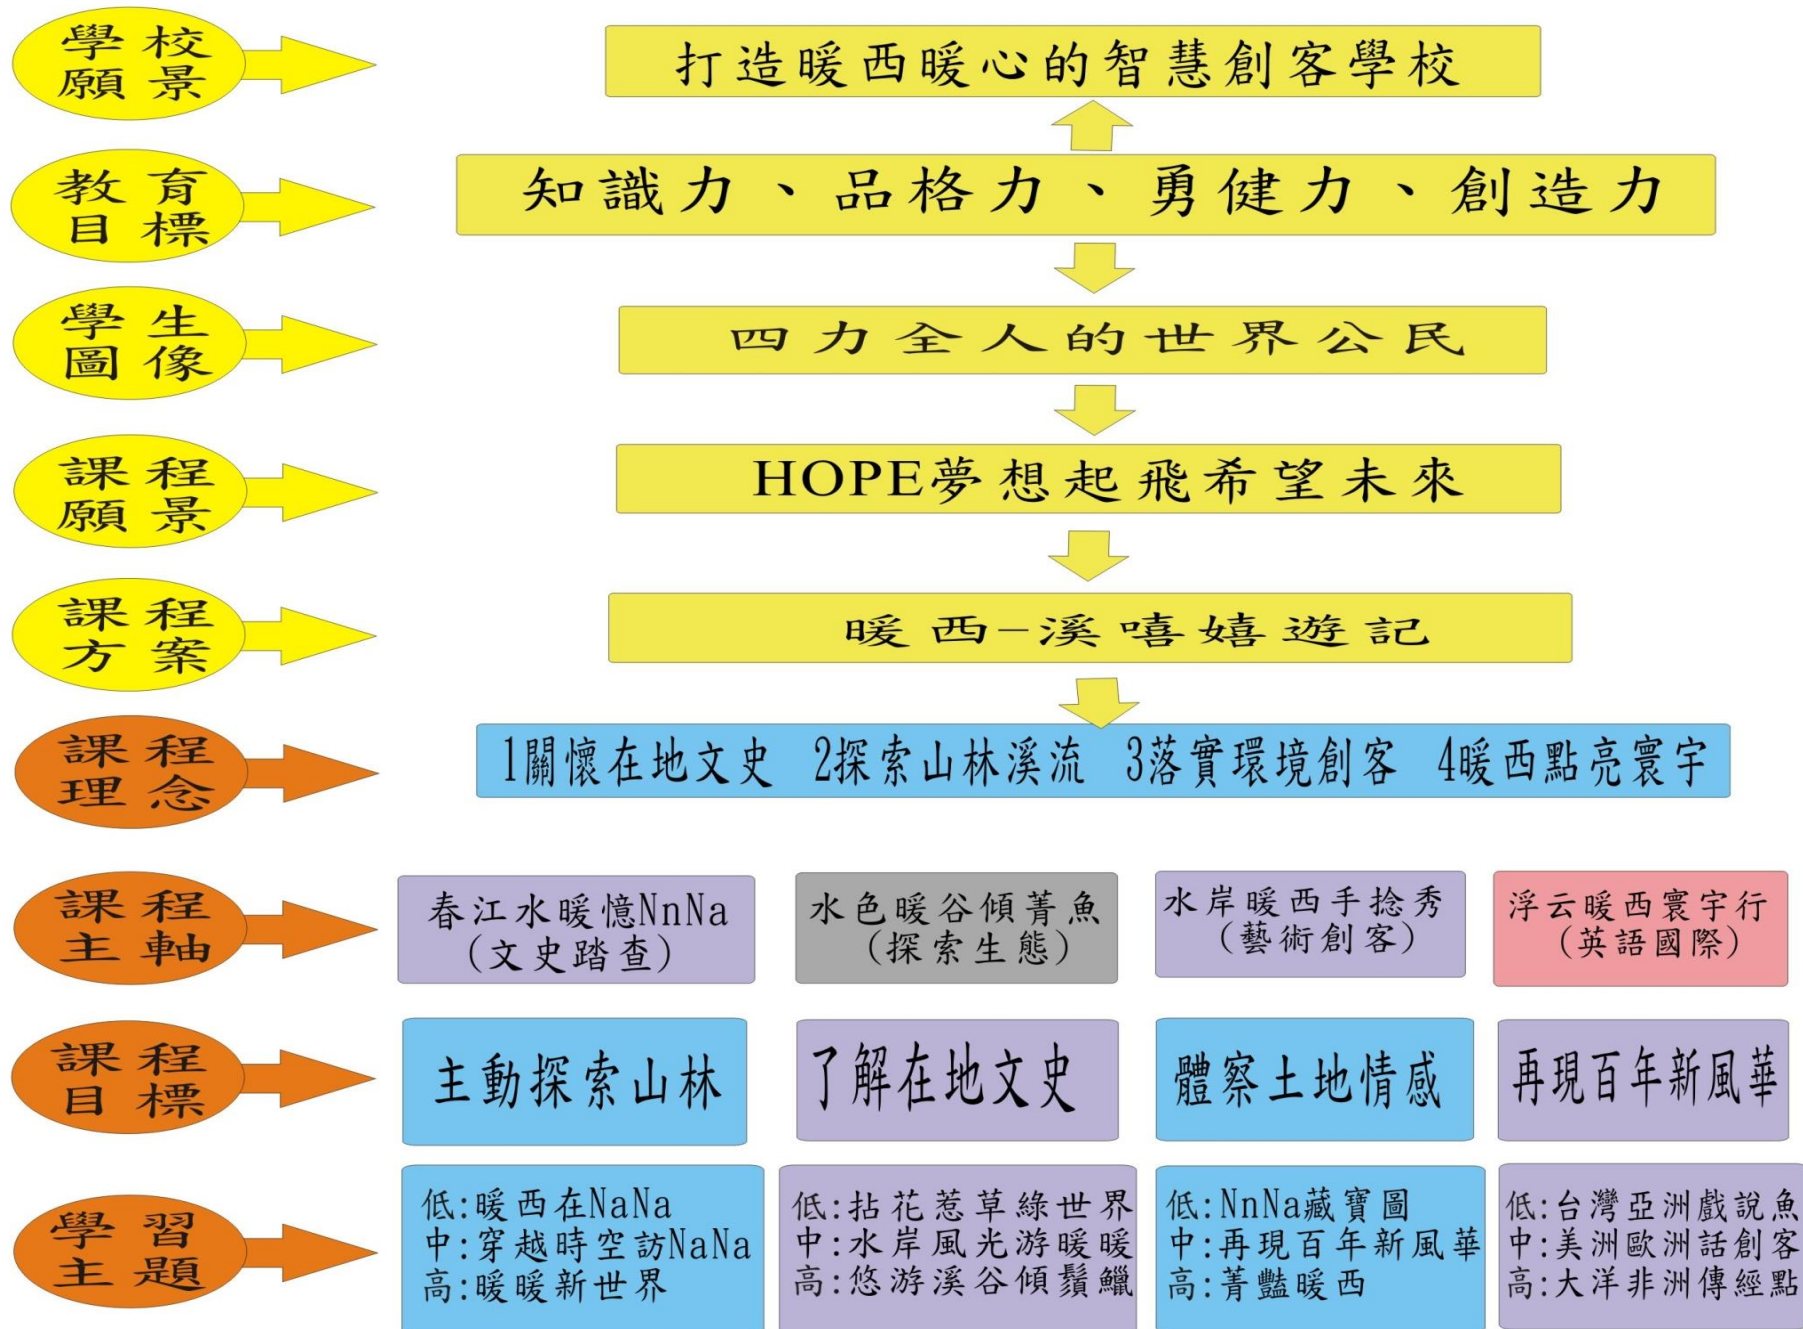 學校
願景
打造暖西暖心的智慧創客學校
教育
目標
知識力、品格力、勇健力、創造力
學生
圖像
四力全人的世界公民
課程
願景
HOPE夢想起飛希望未來
課程
方案
暖西-溪嘻嬉遊記
課程
理念
1關懷在地文史 2探索山林溪流 3落實環境創客 4暖西點亮寰宇
課程
主軸
春江水暖憶NnNa
(文史踏查)
水色暖谷傾菁魚
(探索生態)
水岸暖西手捻秀
(藝術創客)
浮云暖西寰宇行
(英語國際)
課程
目標
主動探索山林
了解在地文史
體察土地情感
再現百年新風華
學習
主題
低:暖西在NaNa
中:穿越時空訪NaNa
高:暖暖新世界
低:拈花惹草綠世界
中:水岸風光游暖暖
高:悠游溪谷傾鬚鱲
低:NnNa藏寶圖
中:再現百年新風華
高:菁豔暖西
低:台灣亞洲戲說魚
中:美洲歐洲話創客
高:大洋非洲傳經點